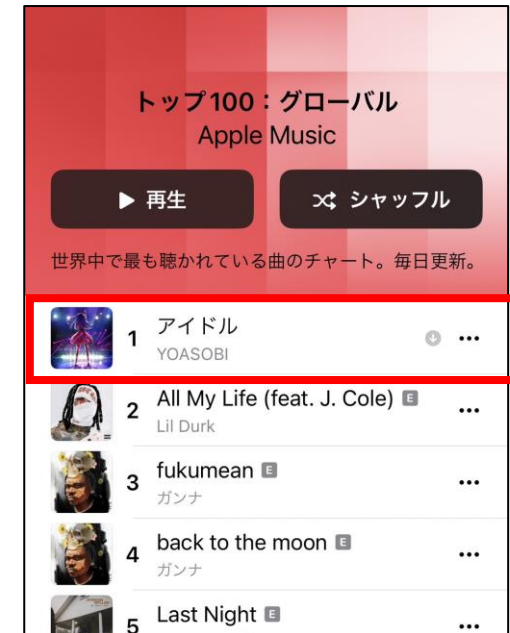 トップ100：グローバル
Apple Music
再生
シャッフル
世界中で最も聴かれている曲のチャート。毎日更新。
1 アイドル
YOASOBI
2 All My Life (feat. J. Cole) E
Lil Durk
3 fukumean E
ガンナ
4 back to the moon E
ガンナ
5 Last Night E